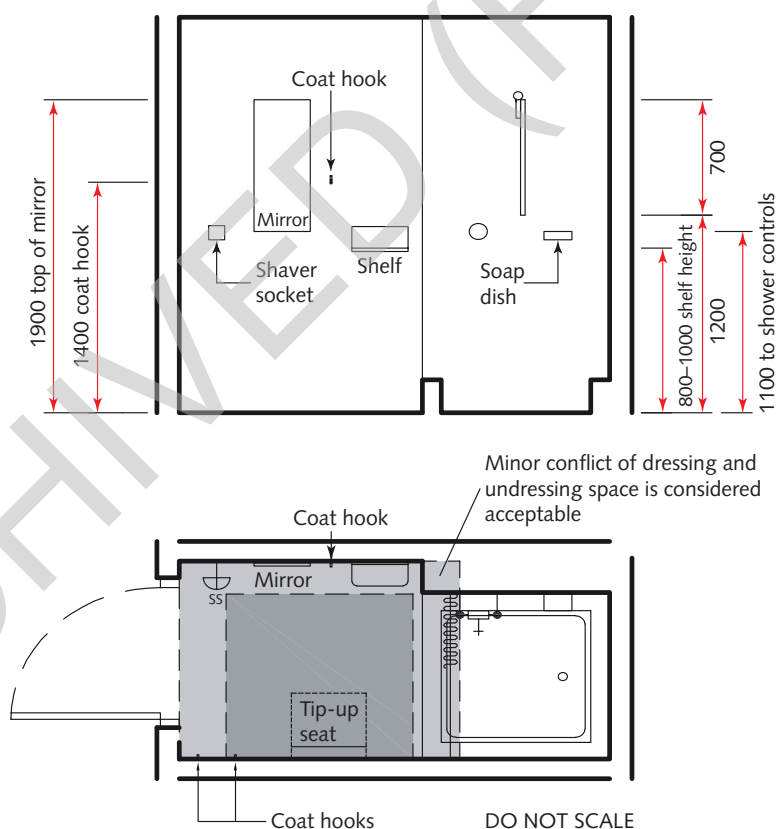 Coat hook
Mirror
Shaver
socket
Shelf
Soap
dish
1900 top of mirror
1400 coat hook
700
800–1000 shelf height
1200
1100 to shower controls
Minor conflict of dressing and
undressing space is considered
acceptable
Coat hook
Mirror
SS
Tip-up
seat
Coat hooks
DO NOT SCALE